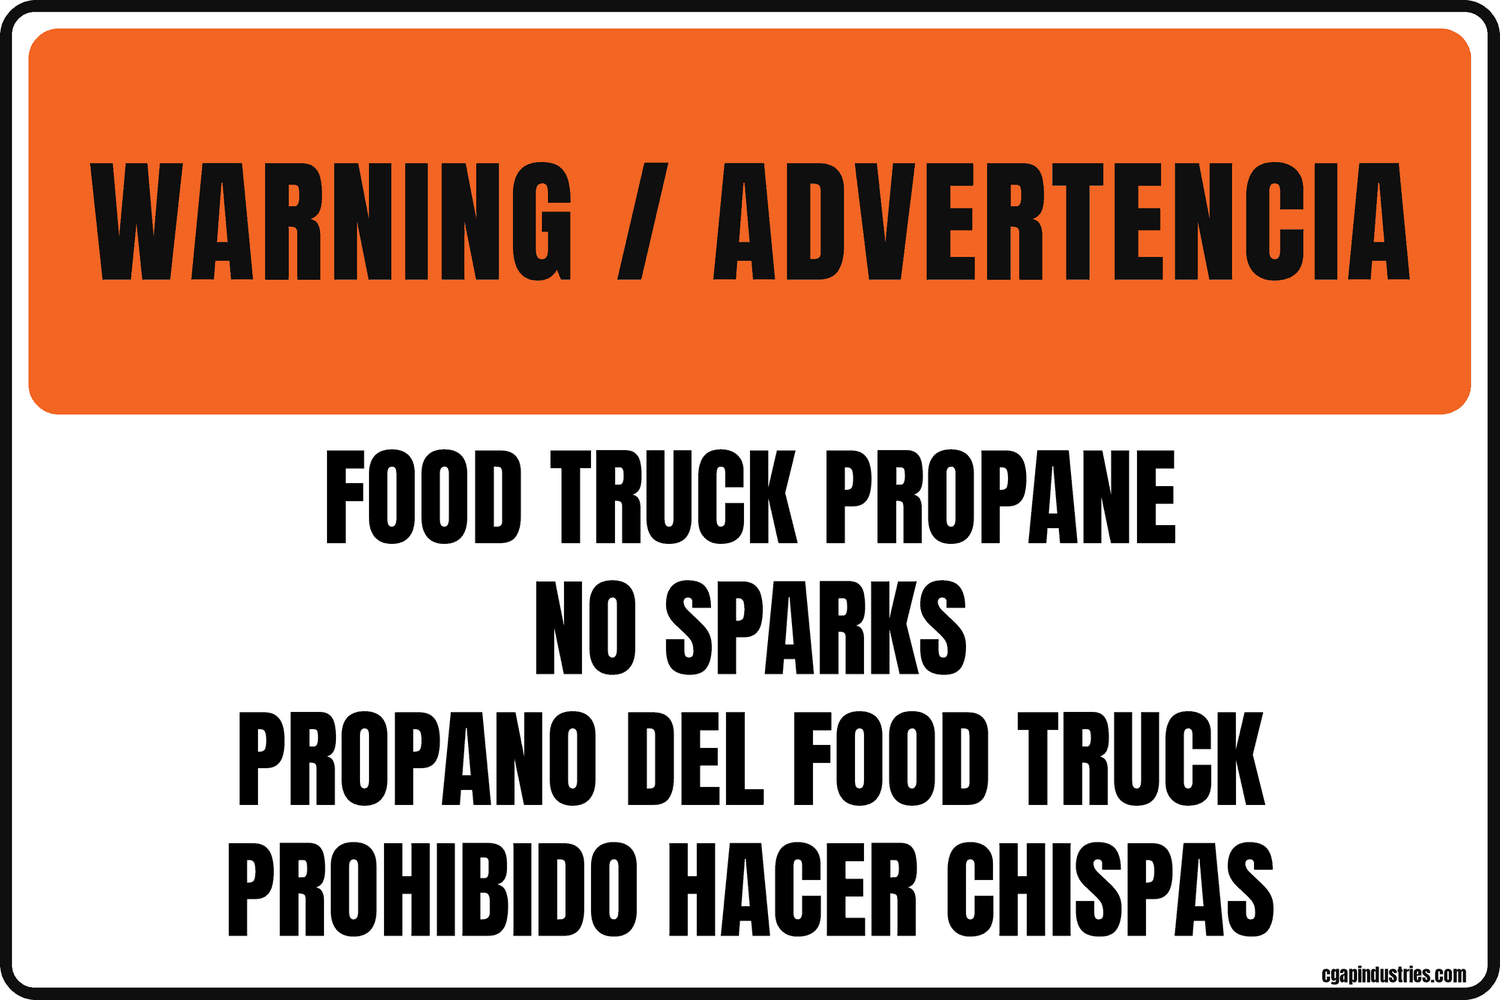 WARNING / ADVERTENCIA
FOOD TRUCK PROPANE
NO SPARKS
PROPANO DEL FOOD TRUCK
PROHIBIDO HACER CHISPAS
cgapindustries.com